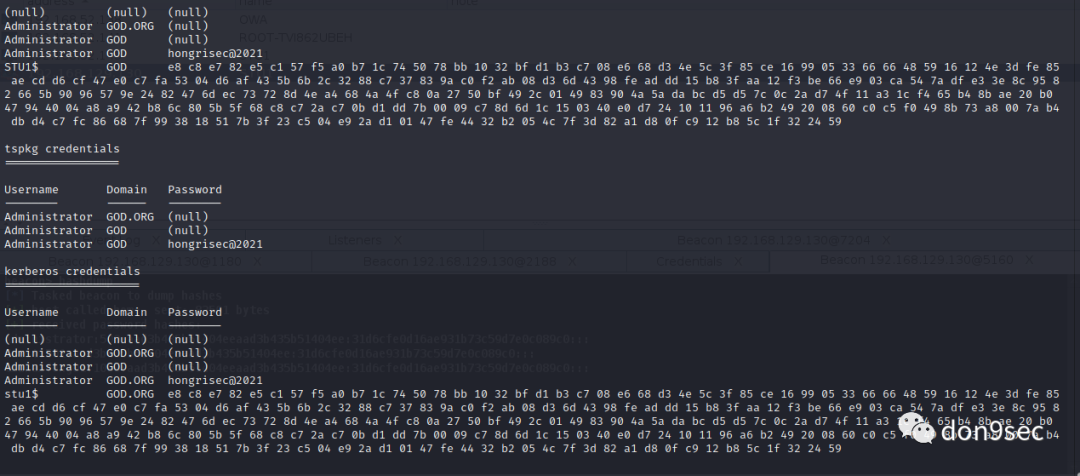 (null) (null) (null)
Administrator GOD.ORG (null)
Administrator GOD (null)
Administrator GOD hongrisec@2021
STU1$ GOD e8 c8 e7 82 e5 c1 57 f5 a0 b7 1c 74 50 78 bb 10 32 bf d1 b3 c7 08 e6 68 d3 4e 5c 3f 85 ce 16 99 05 33 66 66 48 59 16 12 4e 3d fe 85
ae cd d6 cf 47 e0 c7 fa 53 04 d6 af 43 5b 6b 2c 32 88 c7 37 83 9a c0 f2 ab 08 d3 6d 43 98 fe ad dd 15 b8 3f aa 12 f3 be 66 e9 03 ca 54 7a df e3 3e 8c 95 8
2 66 5b 90 96 57 9e 24 82 47 6d ec 73 72 8d 4e a4 68 4a 4f c8 0a 27 50 bf 49 2c 01 49 83 90 4a 5a da bc d5 d5 7c 0c 2a d7 4f 11 a3 1c f4 65 b4 8b ae 20 b0
47 94 40 04 a8 a9 42 b8 6c 80 5b 5f 68 c8 c7 2a c7 0b d1 dd 7b 00 09 c7 8d 6d 1c 15 03 40 e0 d7 24 10 11 96 a6 b2 49 20 08 60 c0 c5 f0 49 8b 73 a8 00 7a b4
db d4 c7 fc 86 68 7f 99 38 18 51 7b 3f 23 c5 04 e9 2a d1 01 47 fe 44 32 b2 05 4c 7f 3d 82 a1 d8 0f c9 12 b8 5c 1f 32 24 59
tspkg credentials
Username Domain Password
Administrator GOD.ORG (null)
Administrator GOD (null)
Administrator GOD hongrisec@2021
kerberos credentials
Username Domain Password
(null) (null) (null)
Administrator GOD.ORG (null)
Administrator GOD (null)
Administrator GOD.ORG hongrisec@2021
stu1$ GOD.ORG e8 c8 e7 82 e5 c1 57 f5 a0 b7 1c 74 50 78 bb 10 32 bf d1 b3 c7 08 e6 68 d3 4e 5c 3f 85 ce 16 99 05 33 66 66 48 59 16 12 4e 3d fe 85
ae cd d6 cf 47 e0 c7 fa 53 04 d6 af 43 5b 6b 2c 32 88 c7 37 83 9a c0 f2 ab 08 d3 6d 43 98 fe ad dd 15 b8 3f aa 12 f3 be 66 e9 03 ca 54 7a df e3 3e 8c 95 8
2 66 5b 90 96 57 9e 24 82 47 6d ec 73 72 8d 4e a4 68 4a 4f c8 0a 27 50 bf 49 2c 01 49 83 90 4a 5a da bc d5 d5 7c 0c 2a d7 4f 11 a3 65 b4 8b ae 20 b0
47 94 40 04 a8 a9 42 b8 6c 80 5b 5f 68 c8 c7 2a c7 0b d1 dd 7b 00 09 c7 8d 6d 1c 15 03 40 e0 d7 24 10 11 96 a6 b2 49 20 08 60 c0 c5 b4
db d4 c7 fc 86 68 7f 99 38 18 51 7b 3f 23 c5 04 e9 2a d1 01 47 fe 44 32 b2 05 4c 7f 3d 82 a1 d8 0f c9 12 b8 5c 1f 32 24 59
don9sec